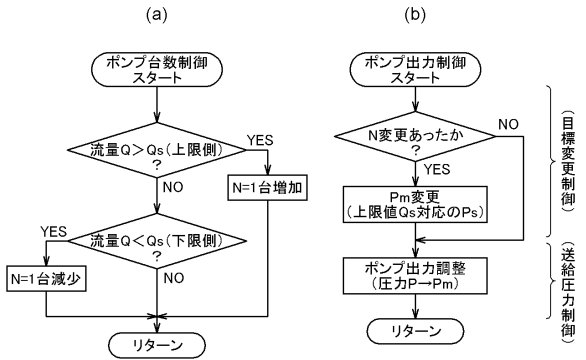 (a)
ポンプ台数制御
スタート
流量Q>Qs(上限側)
?
YES
NO
N=1台増加
流量Q<Qs(下限側)
?
YES
NO
N=1台減少
リターン
(b)
ポンプ出力制御
スタート
N変更あったか
?
NO
YES
Pm変更
(上限値Qs対応のPs)
ポンプ出力調整
(圧力P→Pm)
リターン
(目標変更制御)
(送給圧力制御)